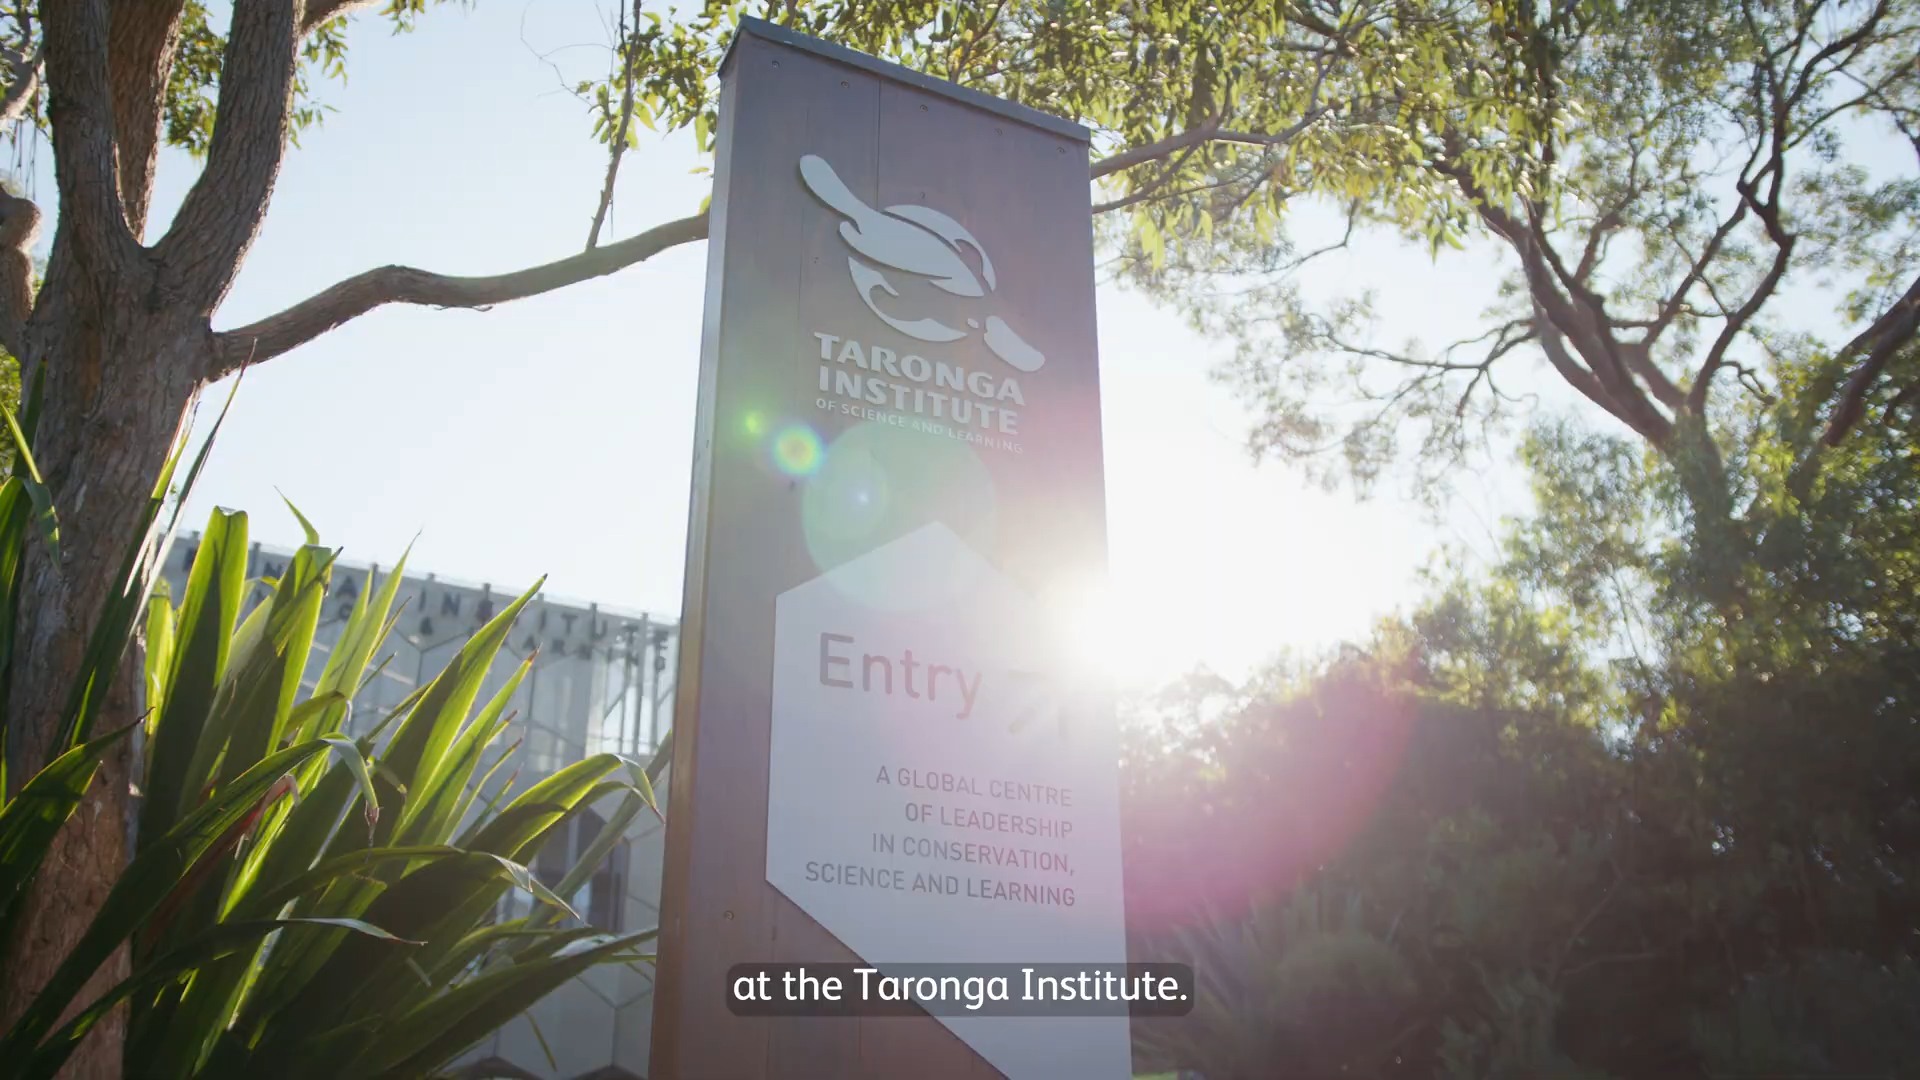 TARONGA
INSTITUTE
OF SCIENCE AND LEARNING
Entry
A GLOBAL CENTRE
OF LEADERSHIP
IN CONSERVATION,
SCIENCE AND LEARNING
at the Taronga Institute.